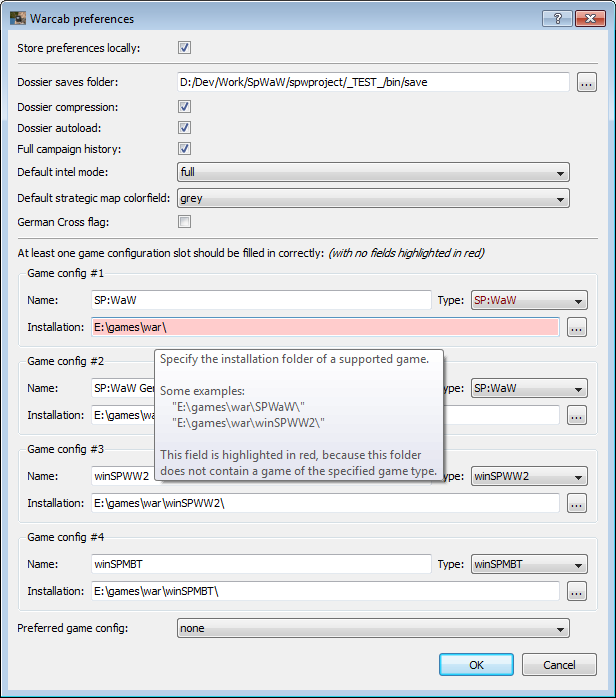 Warcab preferences
Store preferences locally:
Dossier saves folder: D:/Dev/Work/SpWaW/spwproject/_TEST_/bin/save ...
Dossier compression:
Dossier autoload:
Full campaign history:
Default intel mode: full
Default strategic map colorfield: grey
German Cross flag:
At least one game configuration slot should be filled in correctly: (with no fields highlighted in red)
Game config #1
Name: SP:WaW Type: SP:WaW
Installation: E:\games\war\ ...
Specify the installation folder of a supported game.
Some examples:
"E:\games\war\SPWaW\"
"E:\games\war\winSPWW2\"
This field is highlighted in red, because this folder
does not contain a game of the specified game type.
Game config #2
Name: SP:WaW Ger ype: SP:WaW
Installation: E:\games\wa ...
Game config #3
Name: winSPWW2 ype: winSPWW2
Installation: E:\games\war\winSPWW2\ ...
Game config #4
Name: winSPMBT Type: winSPMBT
Installation: E:\games\war\winSPMBT\ ...
Preferred game config: none
OK Cancel